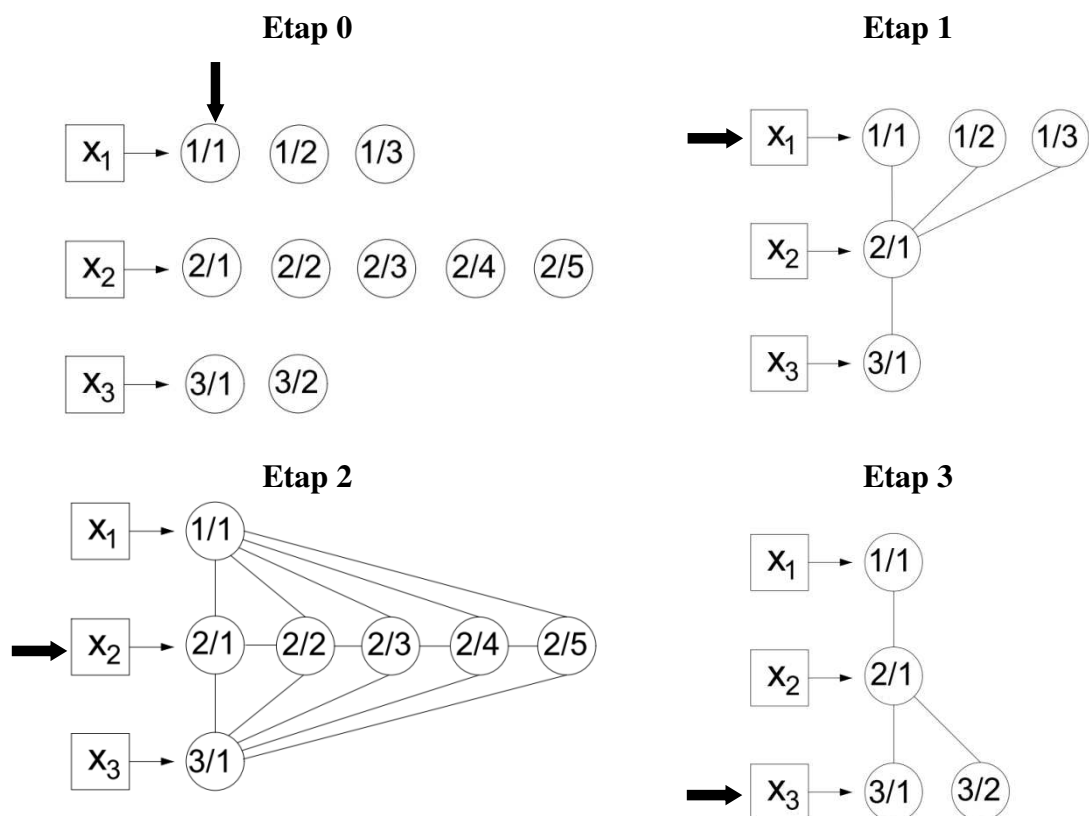 Etap 0
x1 1/1 1/2 1/3
x2 2/1 2/2 2/3 2/4 2/5
x3 3/1 3/2
Etap 1
x1 1/1 1/2 1/3
x2 2/1
x3 3/1
Etap 2
x1 1/1
x2 2/1 2/2 2/3 2/4 2/5
x3 3/1
Etap 3
x1 1/1
x2 2/1
x3 3/1 3/2